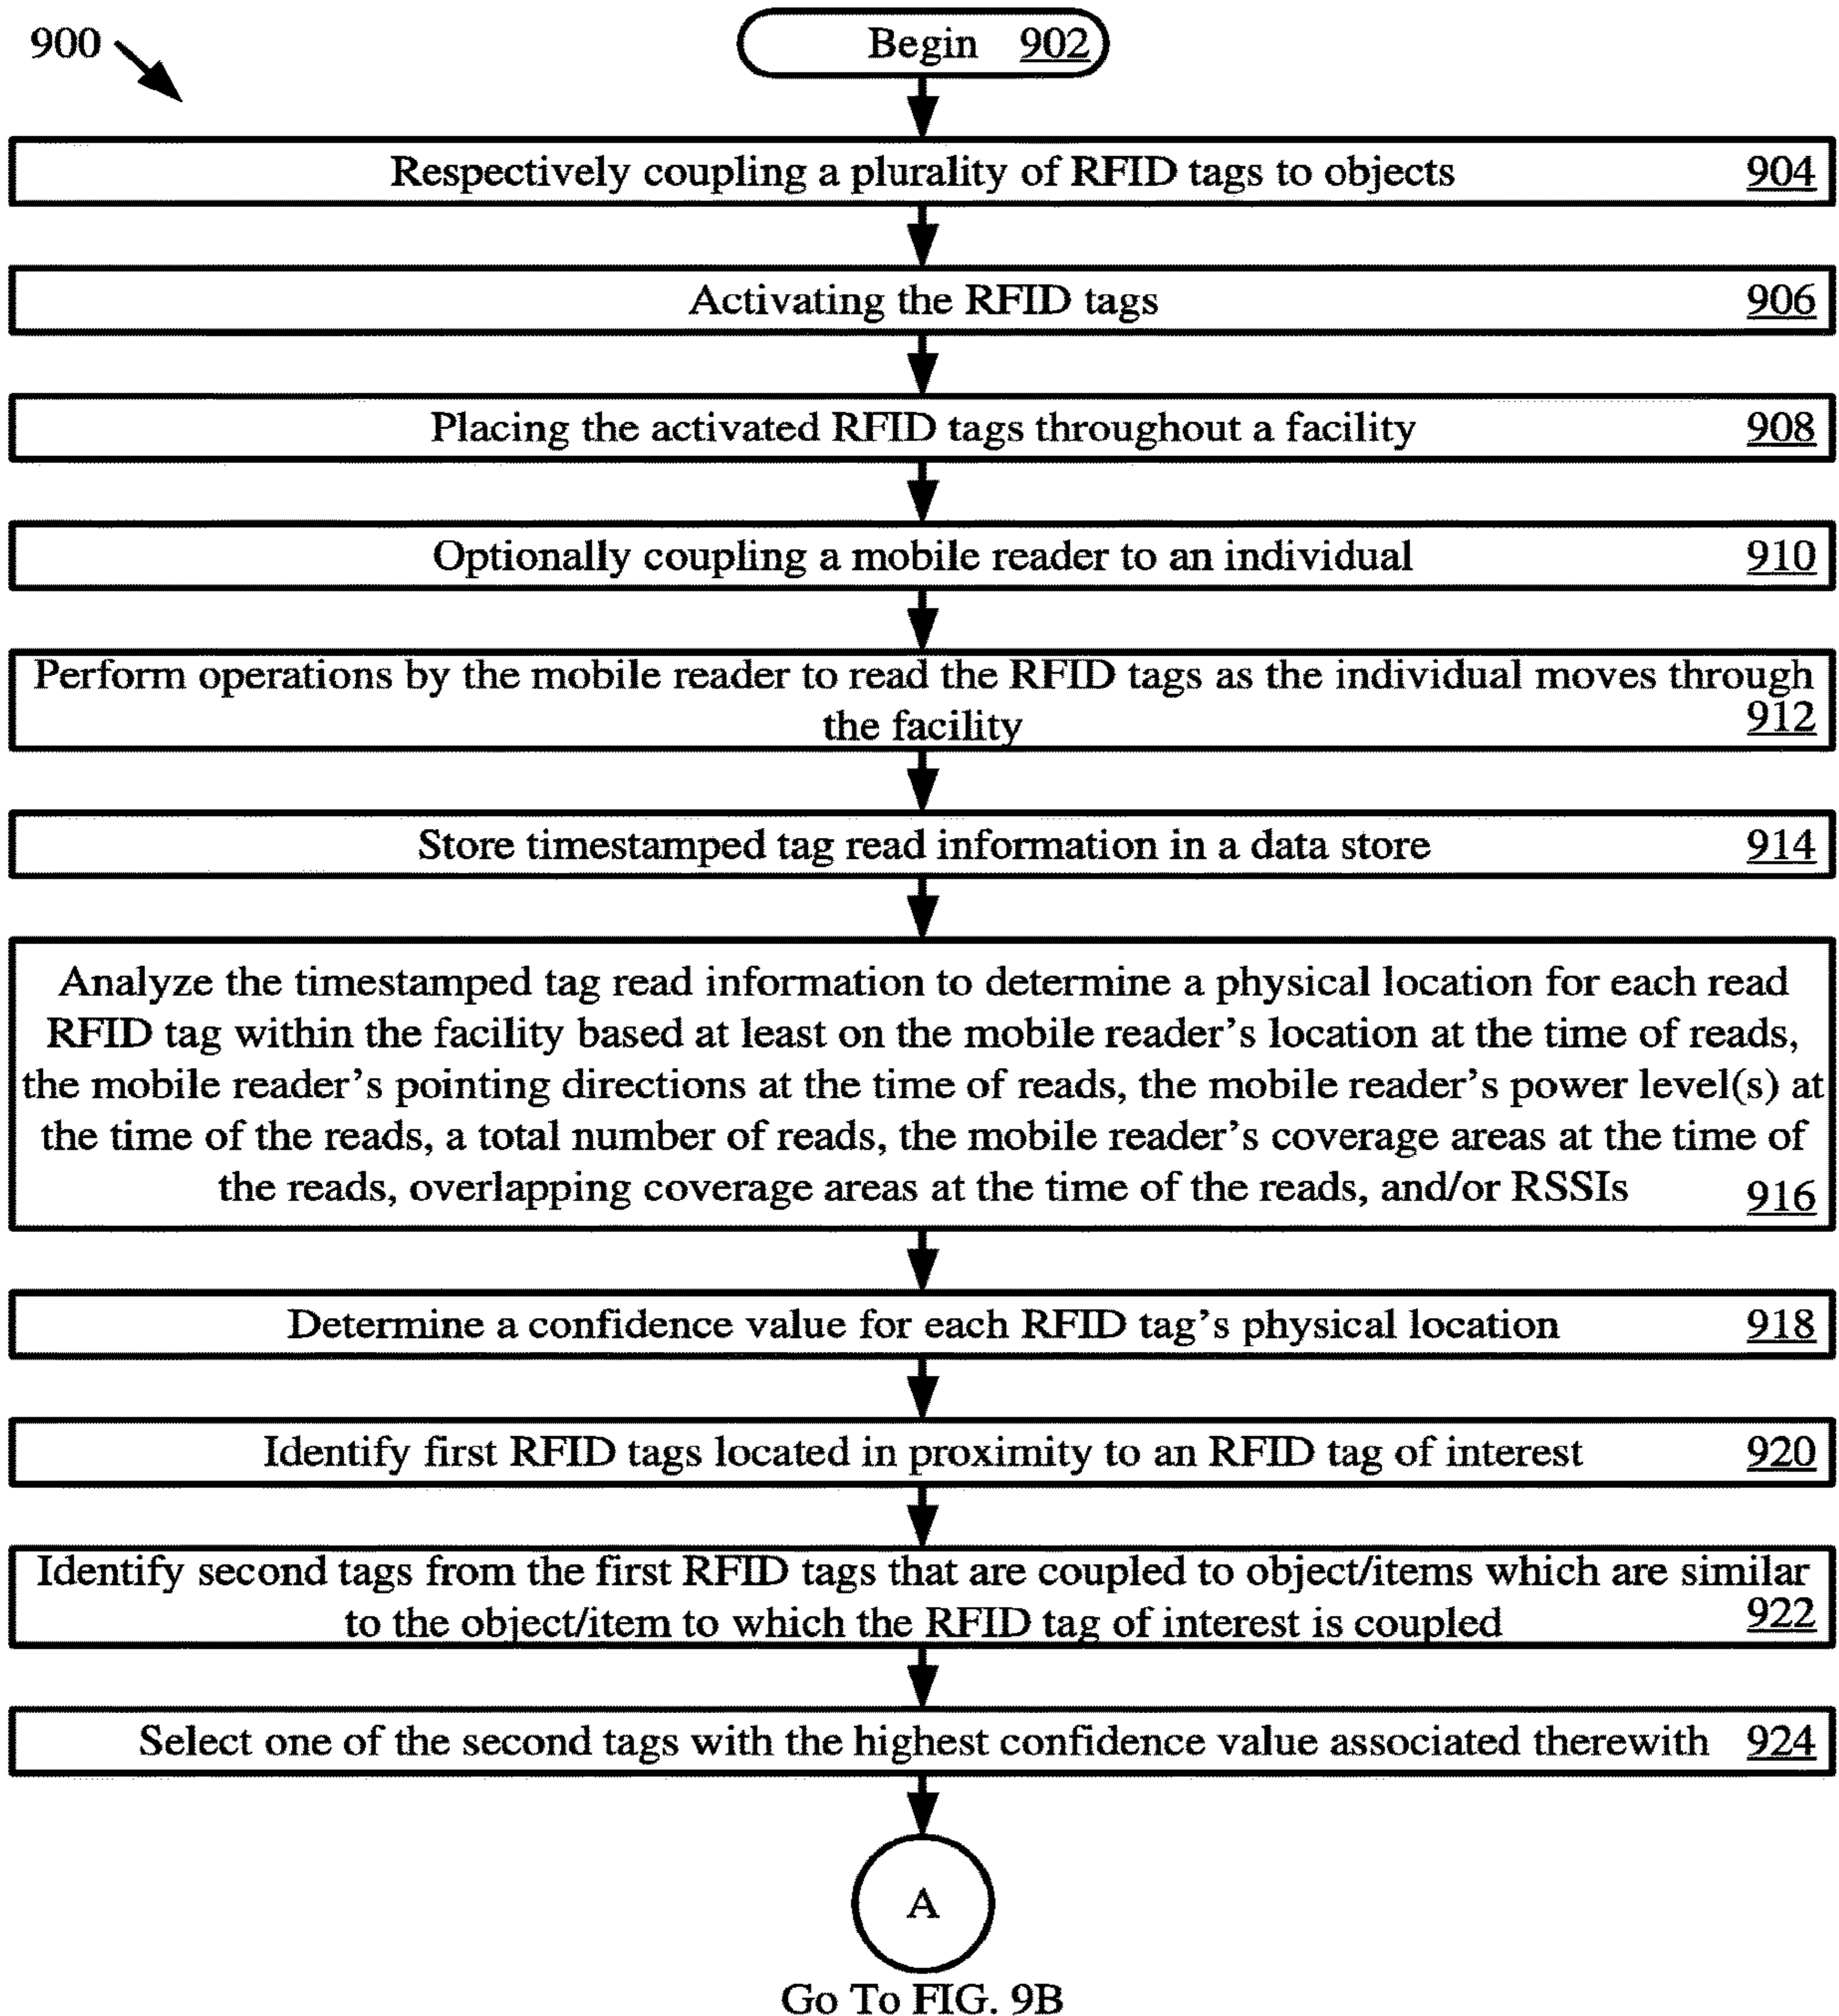 900
Begin 902
Respectively coupling a plurality of RFID tags to objects 904
Activating the RFID tags 906
Placing the activated RFID tags throughout a facility 908
Optionally coupling a mobile reader to an individual 910
Perform operations by the mobile reader to read the RFID tags as the individual moves through
the facility 912
Store timestamped tag read information in a data store 914
Analyze the timestamped tag read information to determine a physical location for each read
RFID tag within the facility based at least on the mobile reader's location at the time of reads,
the mobile reader's pointing directions at the time of reads, the mobile reader's power level(s) at
the time of the reads, a total number of reads, the mobile reader's coverage areas at the time of
the reads, overlapping coverage areas at the time of the reads, and/or RSSIs 916
Determine a confidence value for each RFID tag's physical location 918
Identify first RFID tags located in proximity to an RFID tag of interest 920
Identify second tags from the first RFID tags that are coupled to object/items which are similar
to the object/item to which the RFID tag of interest is coupled 922
Select one of the second tags with the highest confidence value associated therewith 924
A
Go To FIG. 9B